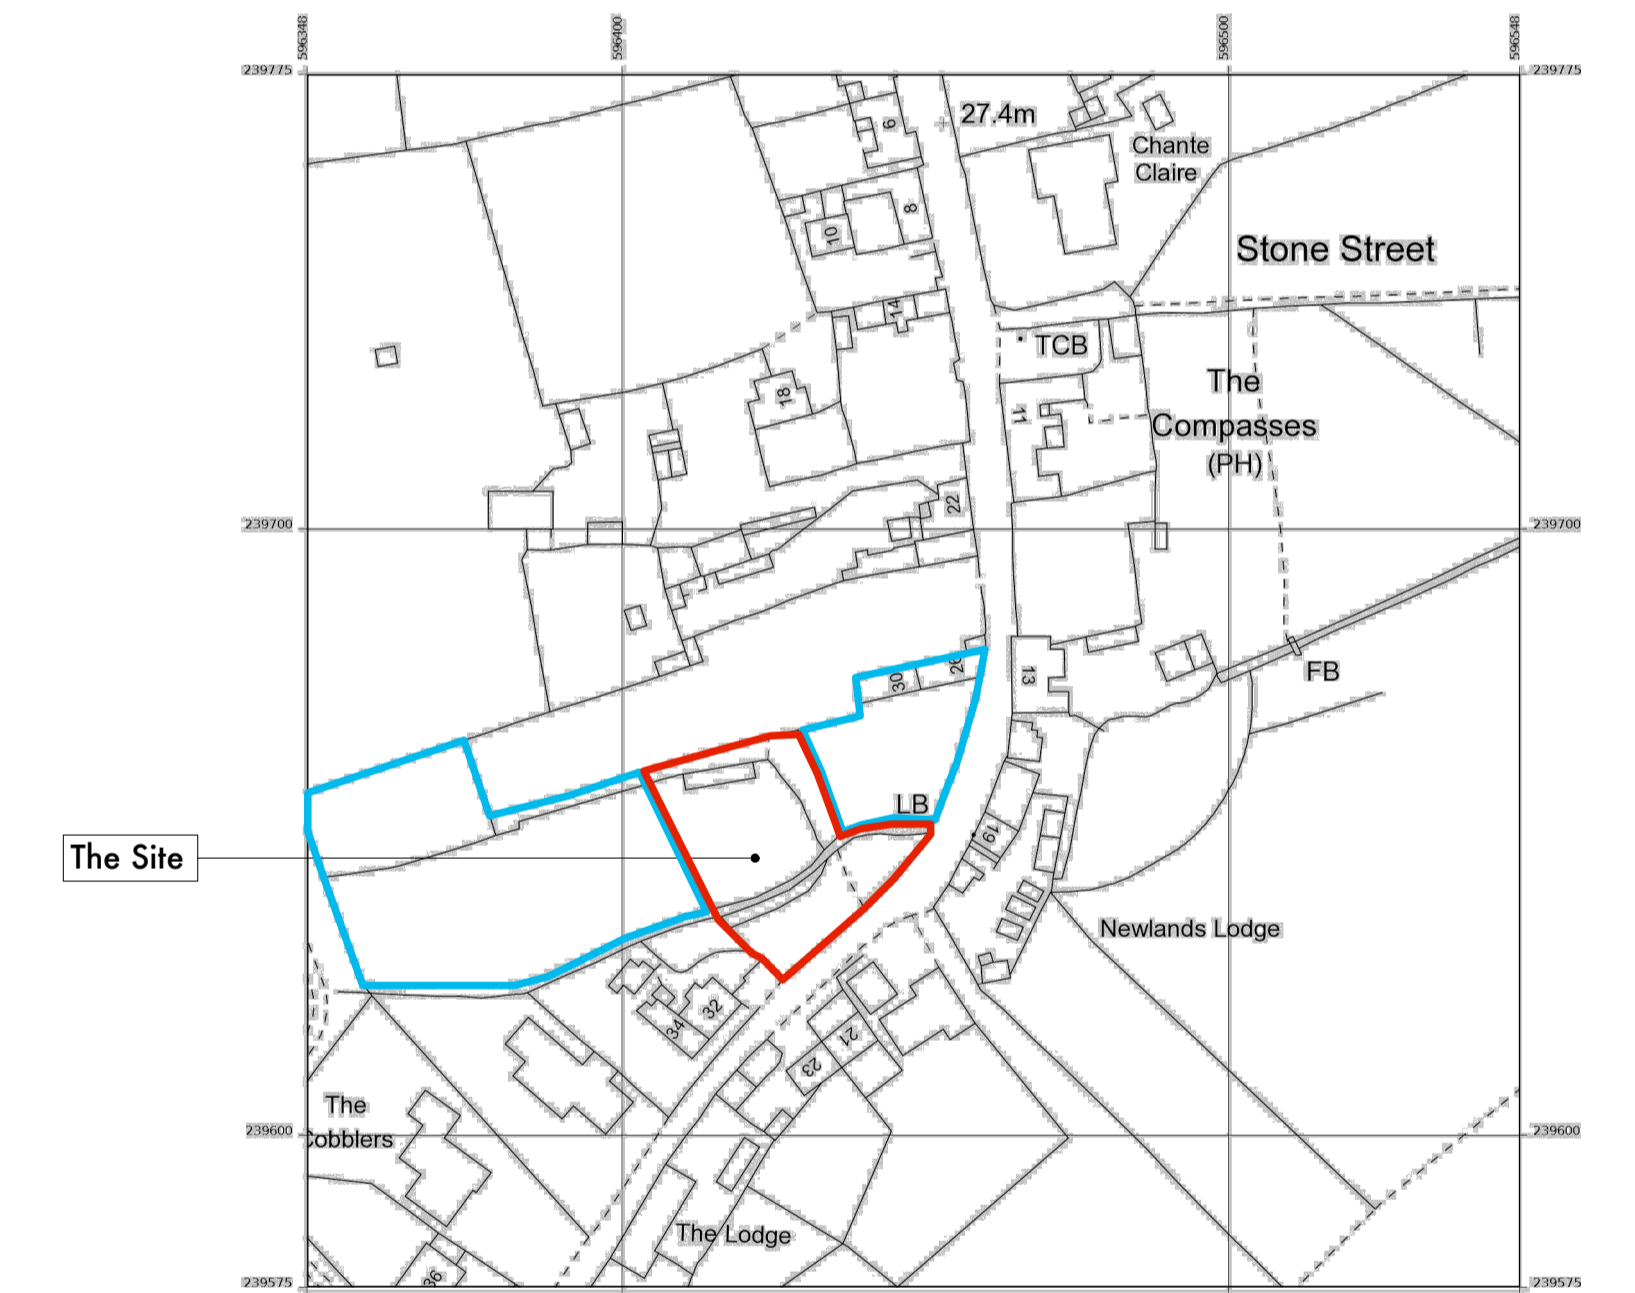 596348
596400
596500
596548
239775
239775
27.4m
6
Chante
Claire
8
10
Stone Street
14
TCB
The
18
11
Compasses
(PH)
22
239700
239700
30
26
13
FB
LB
19
The Site
Newlands Lodge
32
34
21
23
The
Cobblers
239600
239600
The Lodge
36
239575
239575